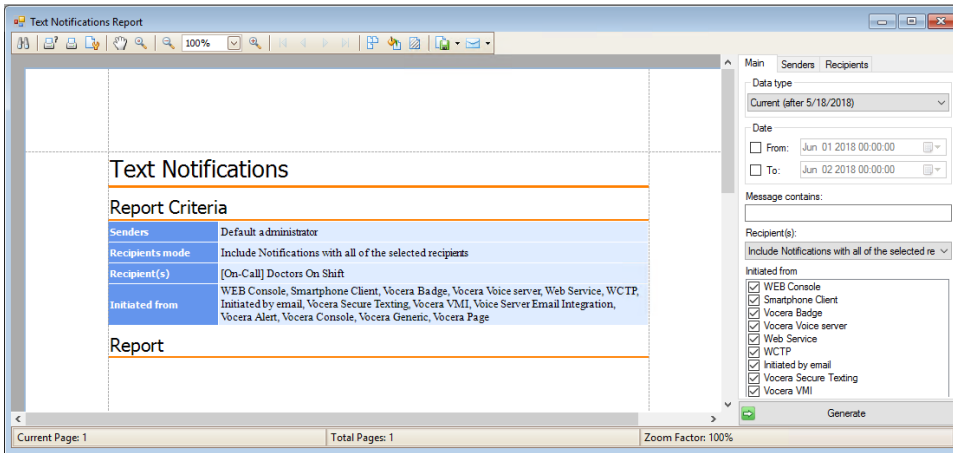 Text Notifications Report
100%
Text Notifications
Report Criteria
Senders Default administrator
Recipients mode Include Notifications with all of the selected recipients
Recipient(s) [On-Call] Doctors On Shift
Initiated from WEB Console, Smartphone Client, Vocera Badge, Vocera Voice server, Web Service, WCTP,
Initiated by email, Vocera Secure Texting, Vocera VMI, Voice Server Email Integration,
Vocera Alert, Vocera Console, Vocera Generic, Vocera Page
Report
Main Senders Recipients
Data type
Current (after 5/18/2018)
Date
From: Jun 01 2018 00:00:00
To: Jun 02 2018 00:00:00
Message contains:
Recipient(s):
Include Notifications with all of the selected re
Initiated from
WEB Console
Smartphone Client
Vocera Badge
Vocera Voice server
Web Service
WCTP
Initiated by email
Vocera Secure Texting
Vocera VMI
Generate
Current Page: 1 Total Pages: 1 Zoom Factor: 100%